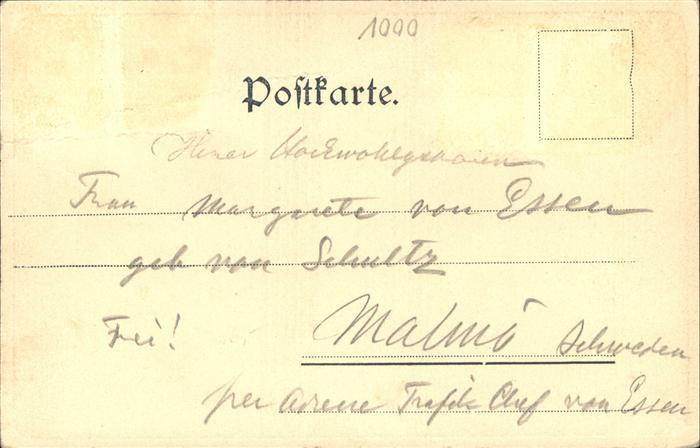 1000
Postkarte.
Ihrer Hochwohlgeboren
Frau Margarete von Essen
geb von Schultz
Frei! Malmö Schweden
per Adresse Trafik Chef von Essen